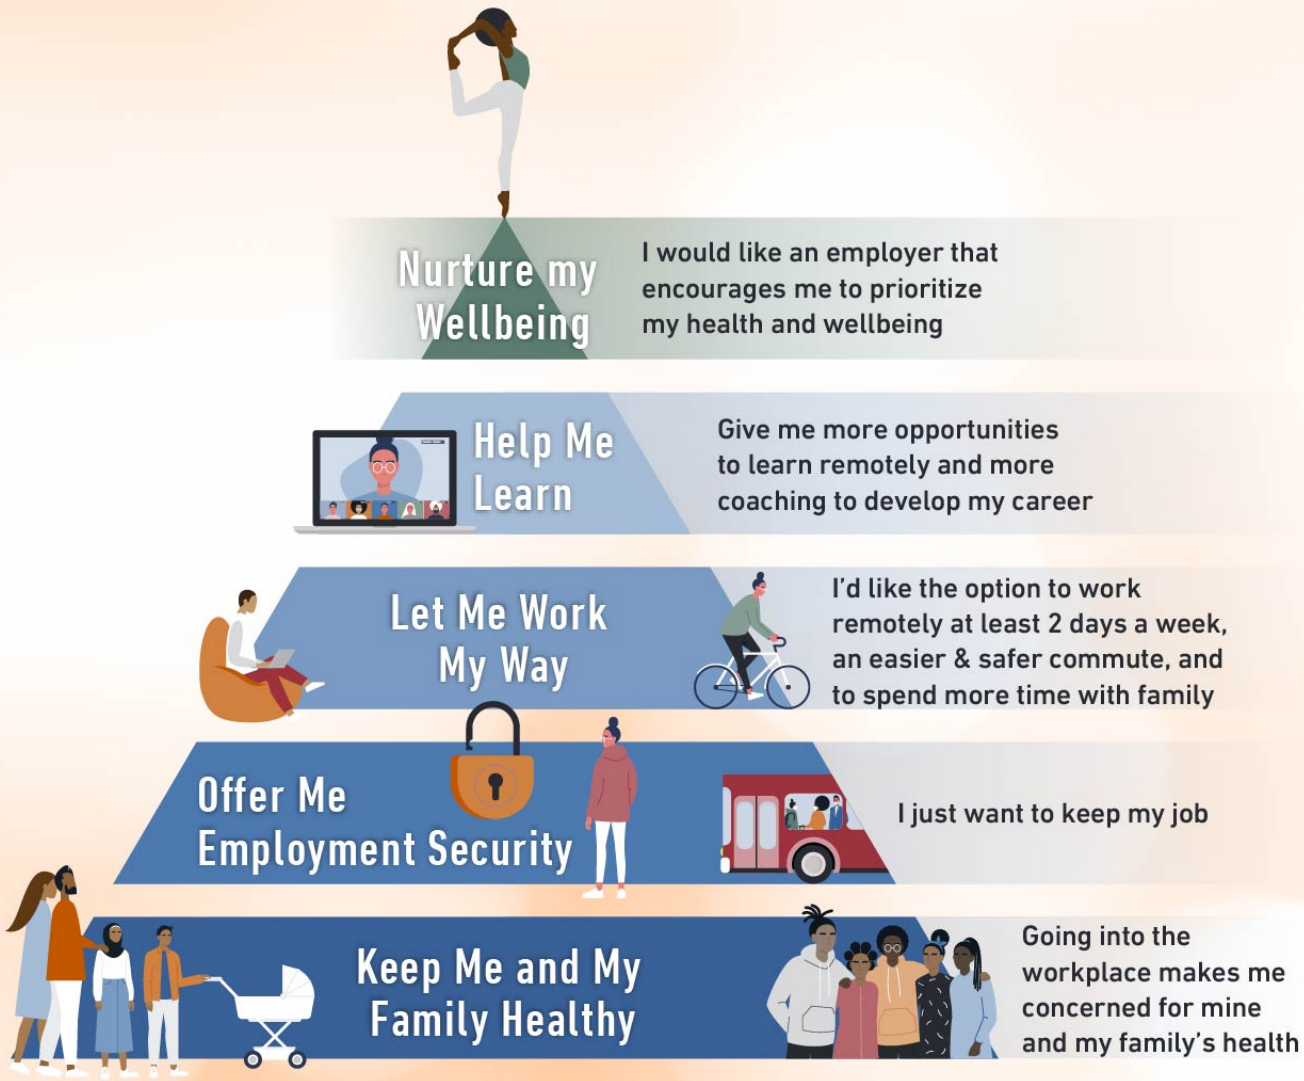 Nurture my
Wellbeing
I would like an employer that
encourages me to prioritize
my health and wellbeing
Help Me
Learn
Give me more opportunities
to learn remotely and more
coaching to develop my career
Let Me Work
My Way
I'd like the option to work
remotely at least 2 days a week,
an easier & safer commute, and
to spend more time with family
Offer Me
Employment Security
I just want to keep my job
Keep Me and My
Family Healthy
Going into the
workplace makes me
concerned for mine
and my family's health